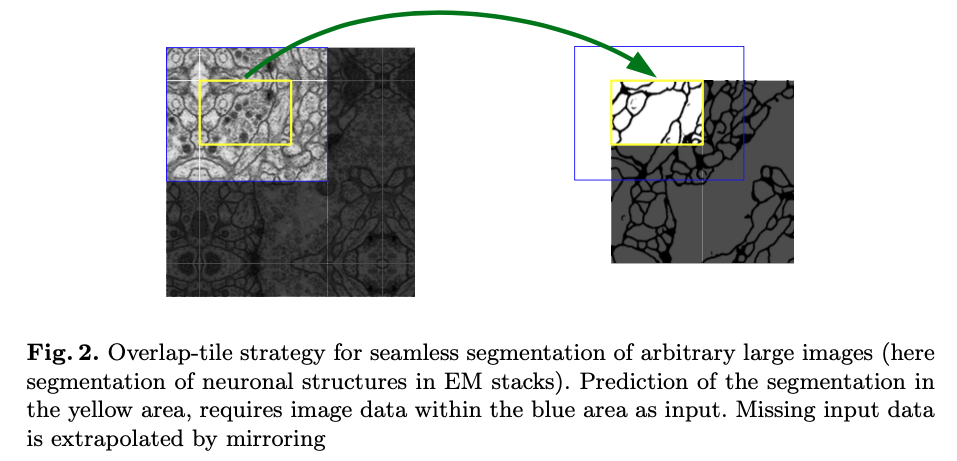 Fig. 2. Overlap-tile strategy for seamless segmentation of arbitrary large images (here
segmentation of neuronal structures in EM stacks). Prediction of the segmentation in
the yellow area, requires image data within the blue area as input. Missing input data
is extrapolated by mirroring